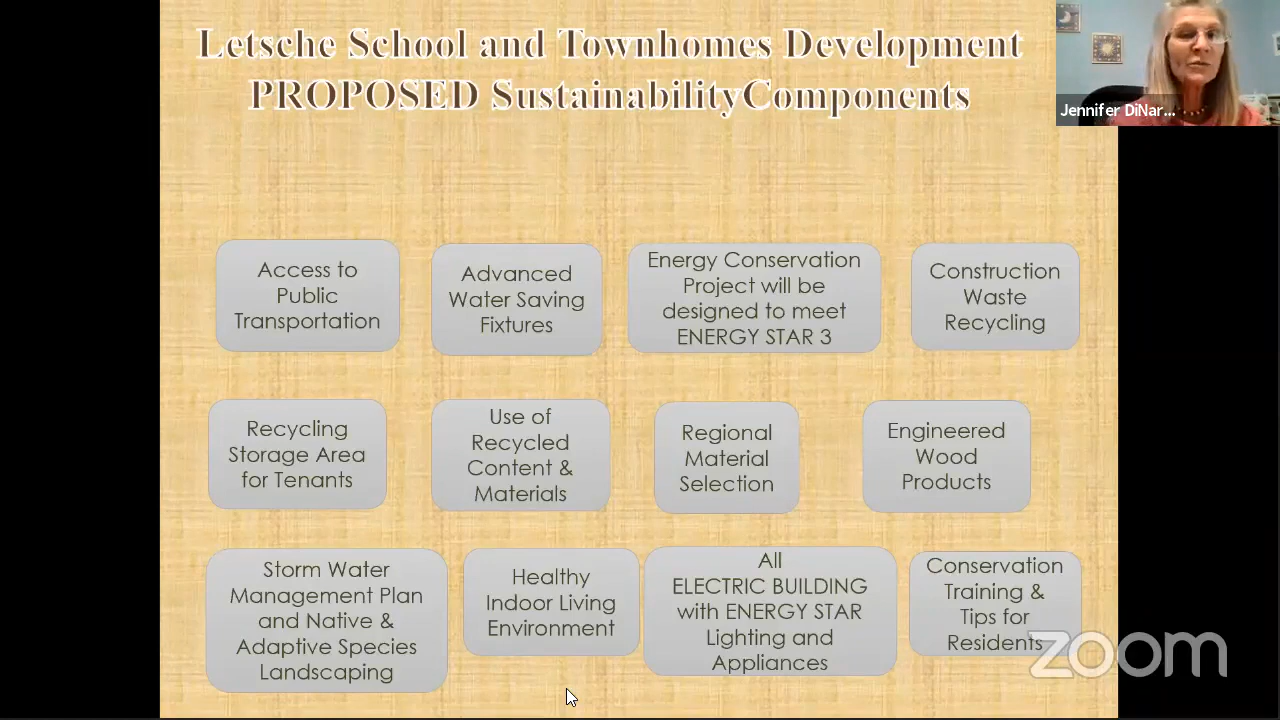 Letsche School and Townhomes Development
PROPOSED SustainabilityComponents
Jennifer DiNar...
Access to
Public
Transportation
Advanced
Water Saving
Fixtures
Energy Conservation
Project will be
designed to meet
ENERGY STAR 3
Construction
Waste
Recycling
Recycling
Storage Area
for Tenants
Use of
Recycled
Content &
Materials
Regional
Material
Selection
Engineered
Wood
Products
Storm Water
Management Plan
and Native &
Adaptive Species
Landscaping
Healthy
Indoor Living
Environment
All
ELECTRIC BUILDING
with ENERGY STAR
Lighting and
Appliances
Conservation
Training &
Tips for
Residents
zoom